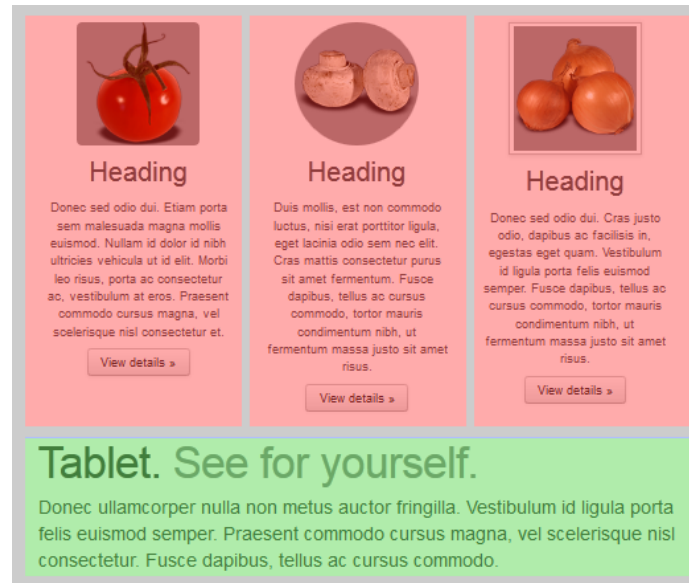 Heading
Donec sed odio dui. Etiam porta
sem malesuada magna mollis
euismod. Nullam id dolor id nibh
ultricies vehicula ut id elit. Morbi
leo risus, porta ac consectetur
ac, vestibulum at eros. Praesent
commodo cursus magna, vel
scelerisque nisl consectetur et.
View details »
Heading
Duis mollis, est non commodo
luctus, nisi erat porttitor ligula,
eget lacinia odio sem nec elit.
Cras mattis consectetur purus
sit amet fermentum. Fusce
dapibus, tellus ac cursus
commodo, tortor mauris
condimentum nibh, ut
fermentum massa justo sit amet
risus.
View details »
Heading
Donec sed odio dui. Cras justo
odio, dapibus ac facilisis in,
egestas eget quam. Vestibulum
id ligula porta felis euismod
semper. Fusce dapibus, tellus ac
cursus commodo, tortor mauris
condimentum nibh, ut
fermentum massa justo sit amet
risus.
View details »
Tablet. See for yourself.
Donec ullamcorper nulla non metus auctor fringilla. Vestibulum id ligula porta
felis euismod semper. Praesent commodo cursus magna, vel scelerisque nisl
consectetur. Fusce dapibus, tellus ac cursus commodo.